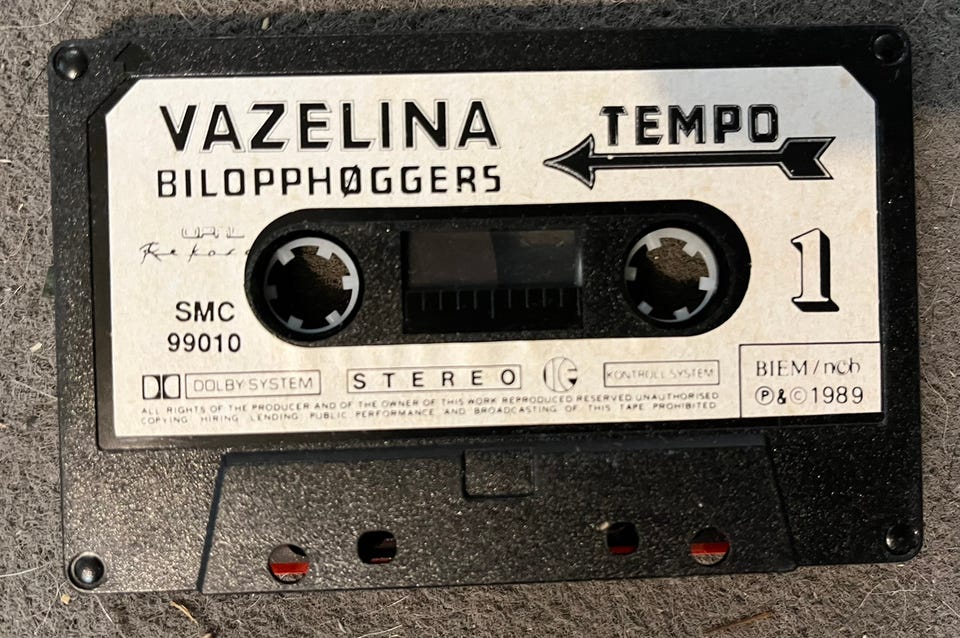 VAZELINA
BILOPPHØGGERS
TEMPO
1
SMC
99010
DOLBY SYSTEM
STEREO
KONTROLL SYSTEM
BIEM/ncb
Ⓟ&©1989
ALL RIGHTS OF THE PRODUCER AND OF THE OWNER OF THIS WORK REPRODUCED RESERVED UNAUTHORISED
COPYING HIRING LENDING PUBLIC PERFORMANCE AND BROADCASTING OF THIS TAPE PROHIBITED